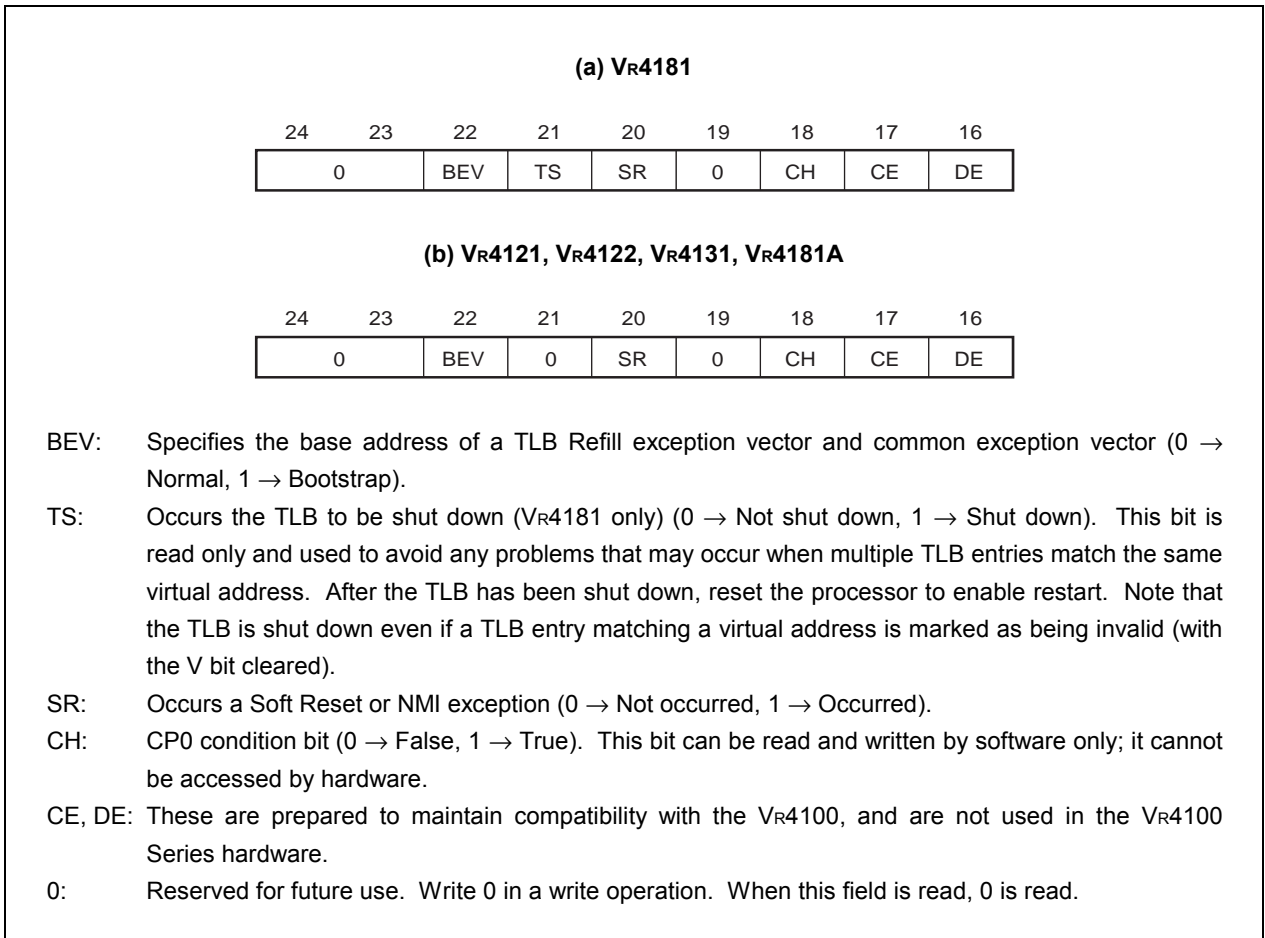 (a) VR4181
24 23 22 21 20 19 18 17 16
0 BEV TS SR 0 CH CE DE
(b) VR4121, VR4122, VR4131, VR4181A
24 23 22 21 20 19 18 17 16
0 BEV 0 SR 0 CH CE DE
BEV: Specifies the base address of a TLB Refill exception vector and common exception vector (0 →
Normal, 1 → Bootstrap).
TS: Occurs the TLB to be shut down (VR4181 only) (0 → Not shut down, 1 → Shut down). This bit is
read only and used to avoid any problems that may occur when multiple TLB entries match the same
virtual address. After the TLB has been shut down, reset the processor to enable restart. Note that
the TLB is shut down even if a TLB entry matching a virtual address is marked as being invalid (with
the V bit cleared).
SR: Occurs a Soft Reset or NMI exception (0 → Not occurred, 1 → Occurred).
CH: CP0 condition bit (0 → False, 1 → True). This bit can be read and written by software only; it cannot
be accessed by hardware.
CE, DE: These are prepared to maintain compatibility with the VR4100, and are not used in the VR4100
Series hardware.
0: Reserved for future use. Write 0 in a write operation. When this field is read, 0 is read.